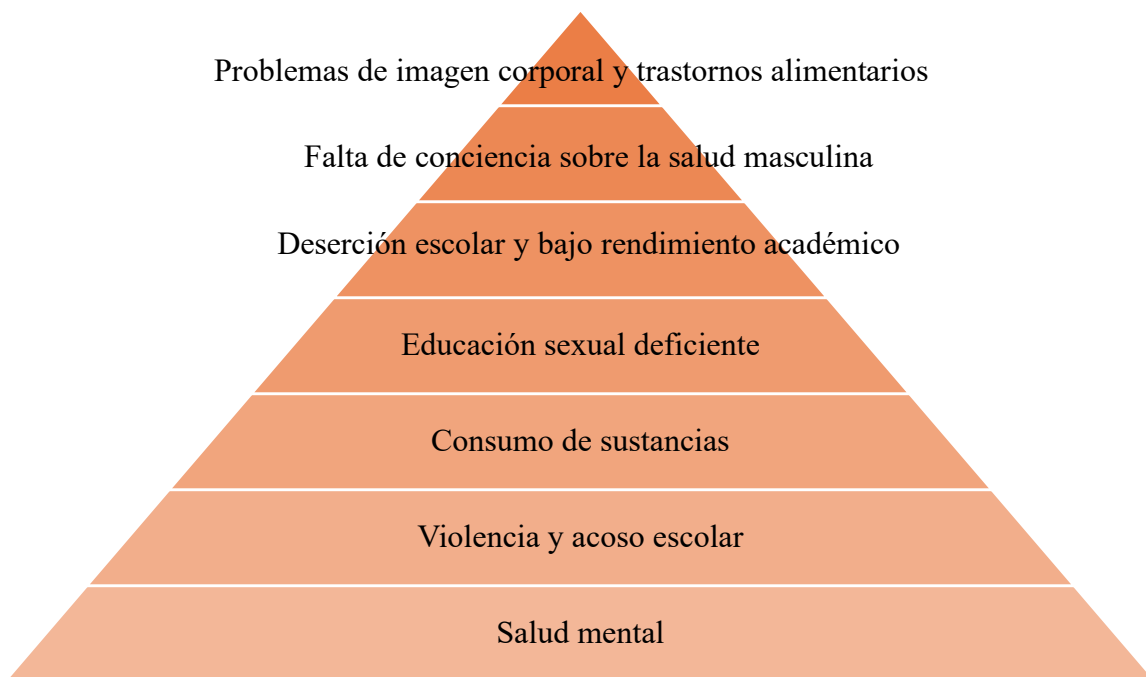 Problemas de imagen corporal y trastornos alimentarios
Falta de conciencia sobre la salud masculina
Deserción escolar y bajo rendimiento académico
Educación sexual deficiente
Consumo de sustancias
Violencia y acoso escolar
Salud mental